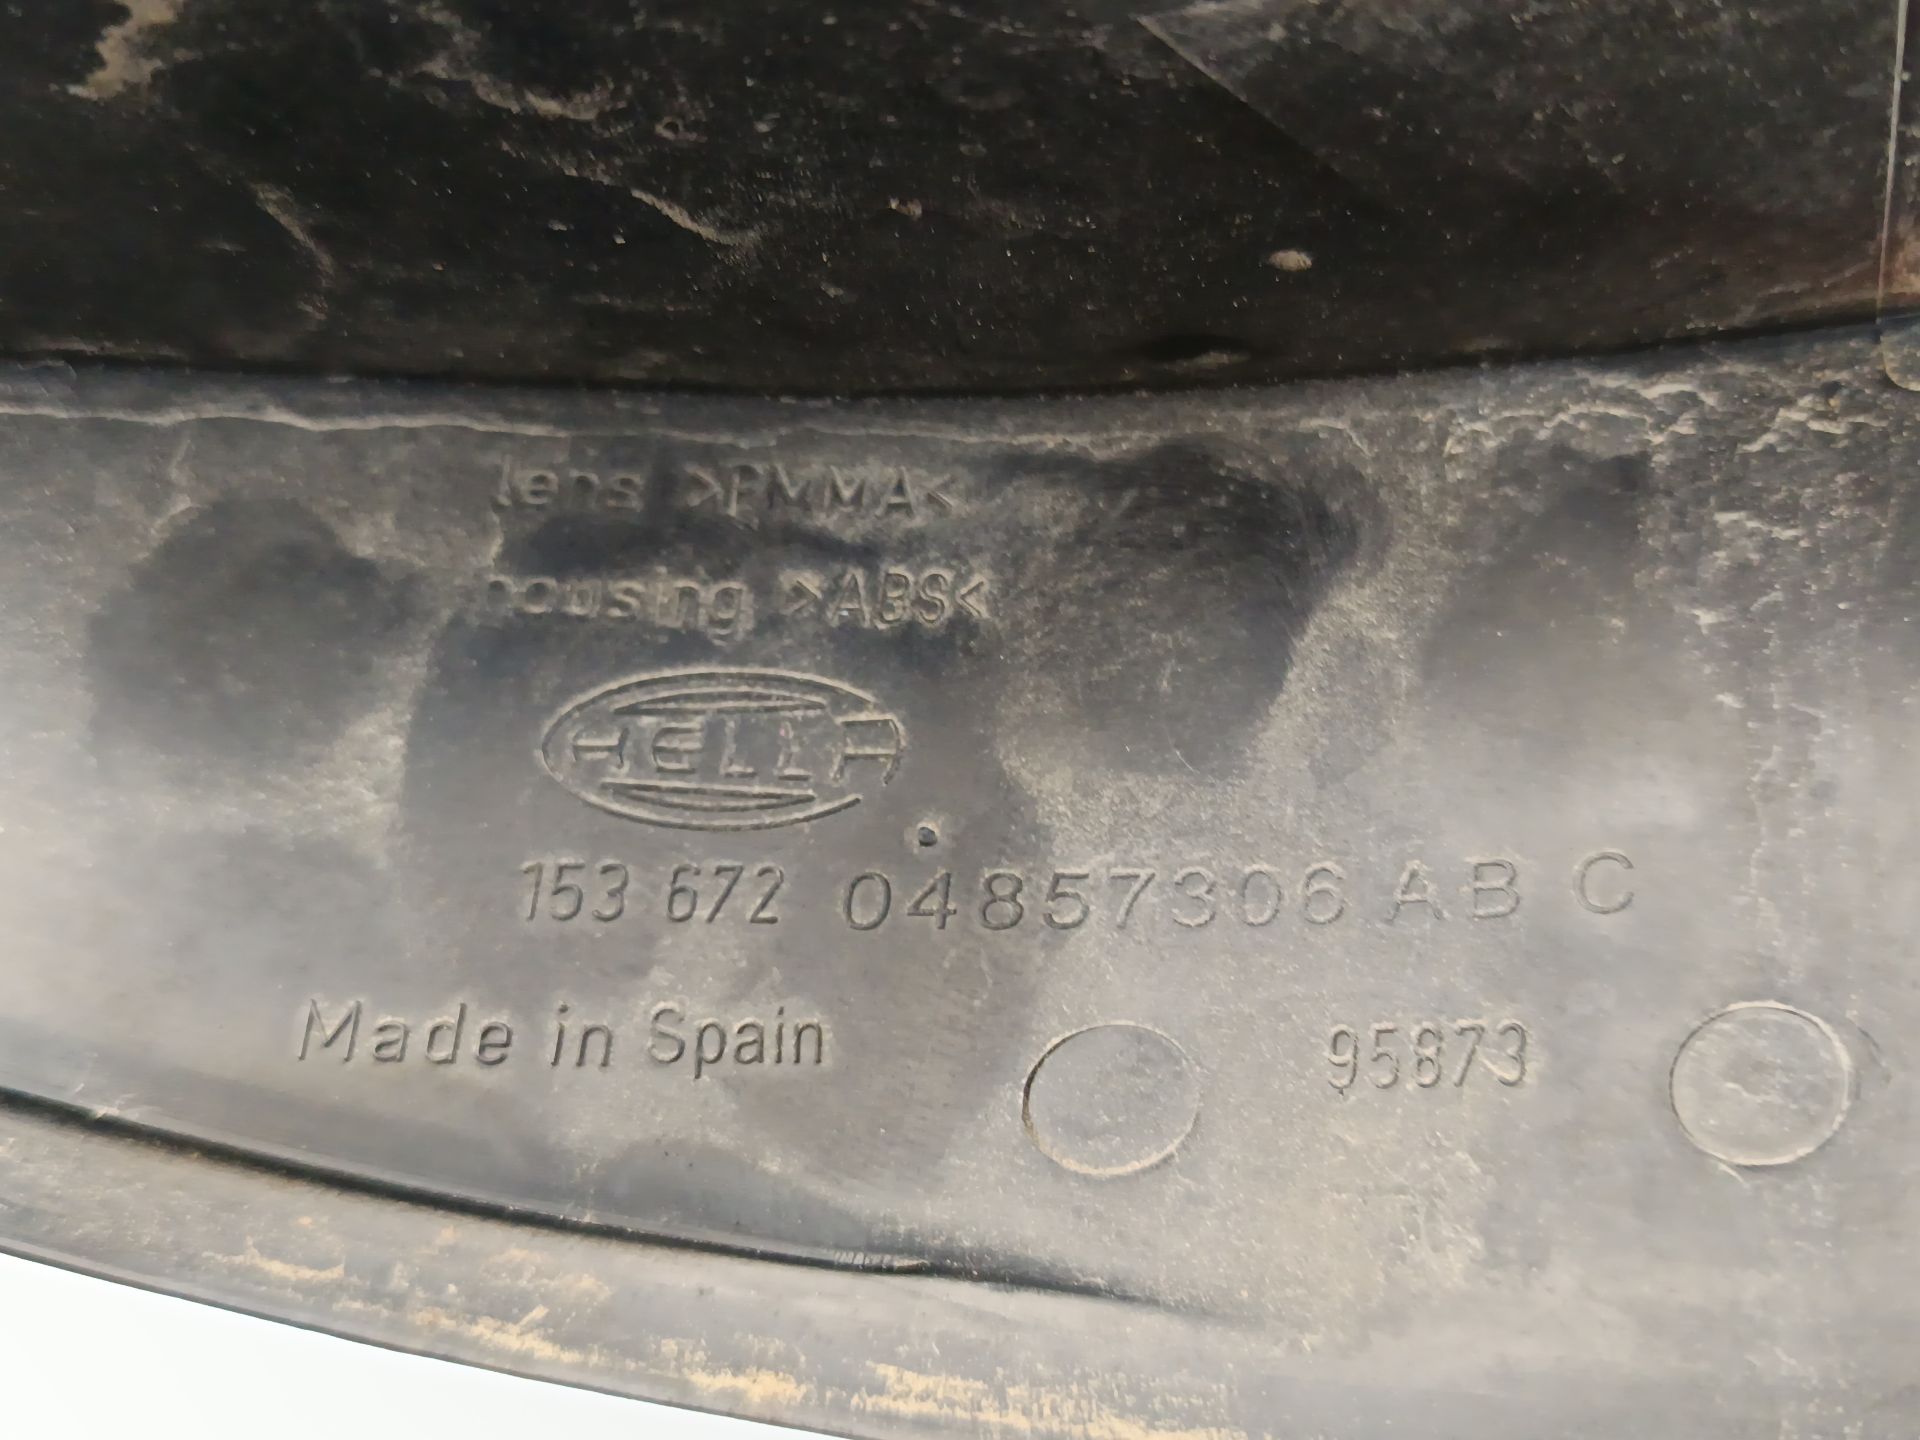 lens >PMMA<
housing >ABS<
HELLA
153 672 04857306 AB C
Made in Spain
95873